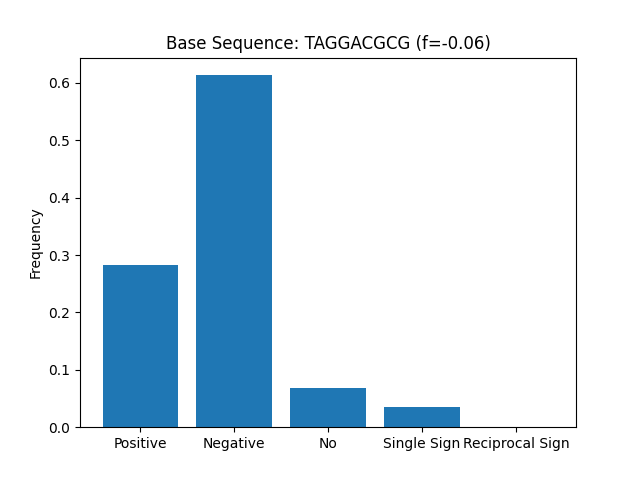 Base Sequence: TAGGACGCG (f=-0.06)
Frequency
0.6
0.5
0.4
0.3
0.2
0.1
0.0
Positive Negative No Single Sign Reciprocal Sign